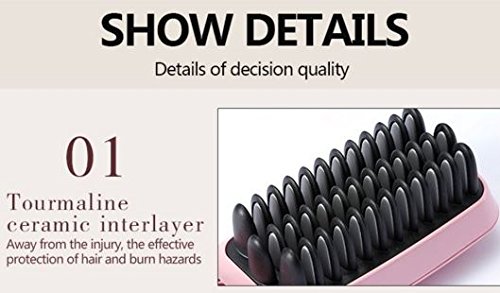 SHOW DETAILS
Details of decision quality
01
Tourmaline
ceramic interlayer
Away from the injury, the effective
protection of hair and burn hazards